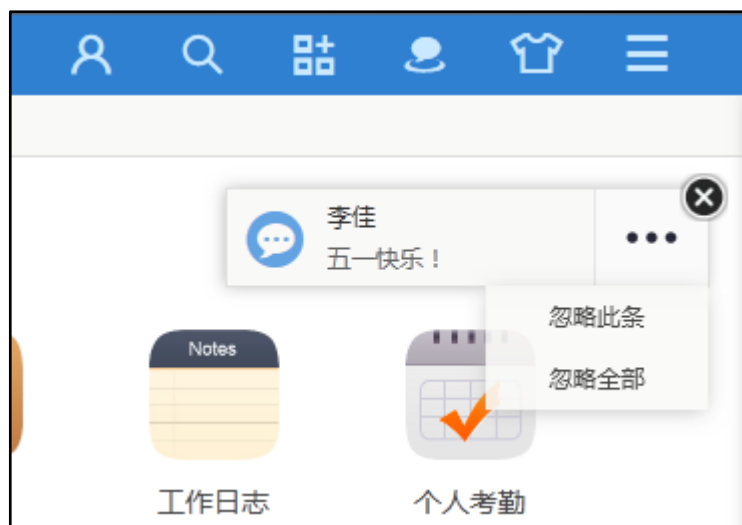 李佳
五一快乐！
忽略此条
忽略全部
Notes
工作日志
个人考勤